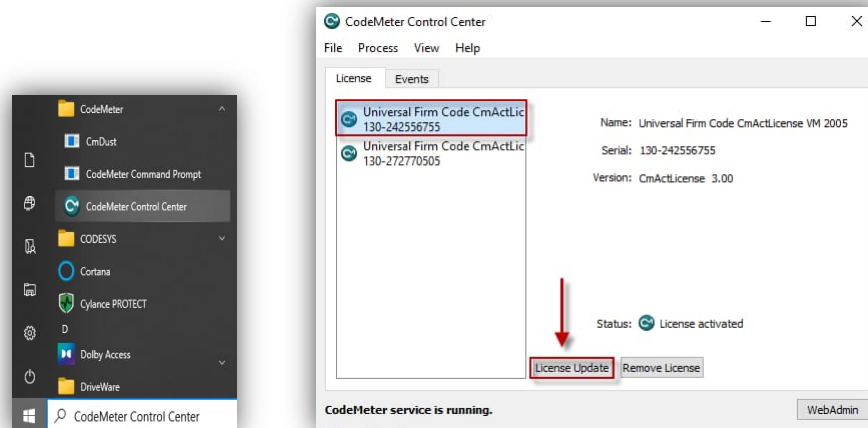 CodeMeter
CmDust
CodeMeter Command Prompt
CodeMeter Control Center
CODESYS
Cortana
Cylance PROTECT
D
Dolby Access
DriveWare
CodeMeter Control Center
CodeMeter Control Center
File Process View Help
License Events
Universal Firm Code CmActLic
130-242556755
Universal Firm Code CmActLic
130-272770505
Name: Universal Firm Code CmActLicense VM 2005
Serial: 130-242556755
Version: CmActLicense 3.00
Status: License activated
License Update Remove License
CodeMeter service is running.
WebAdmin